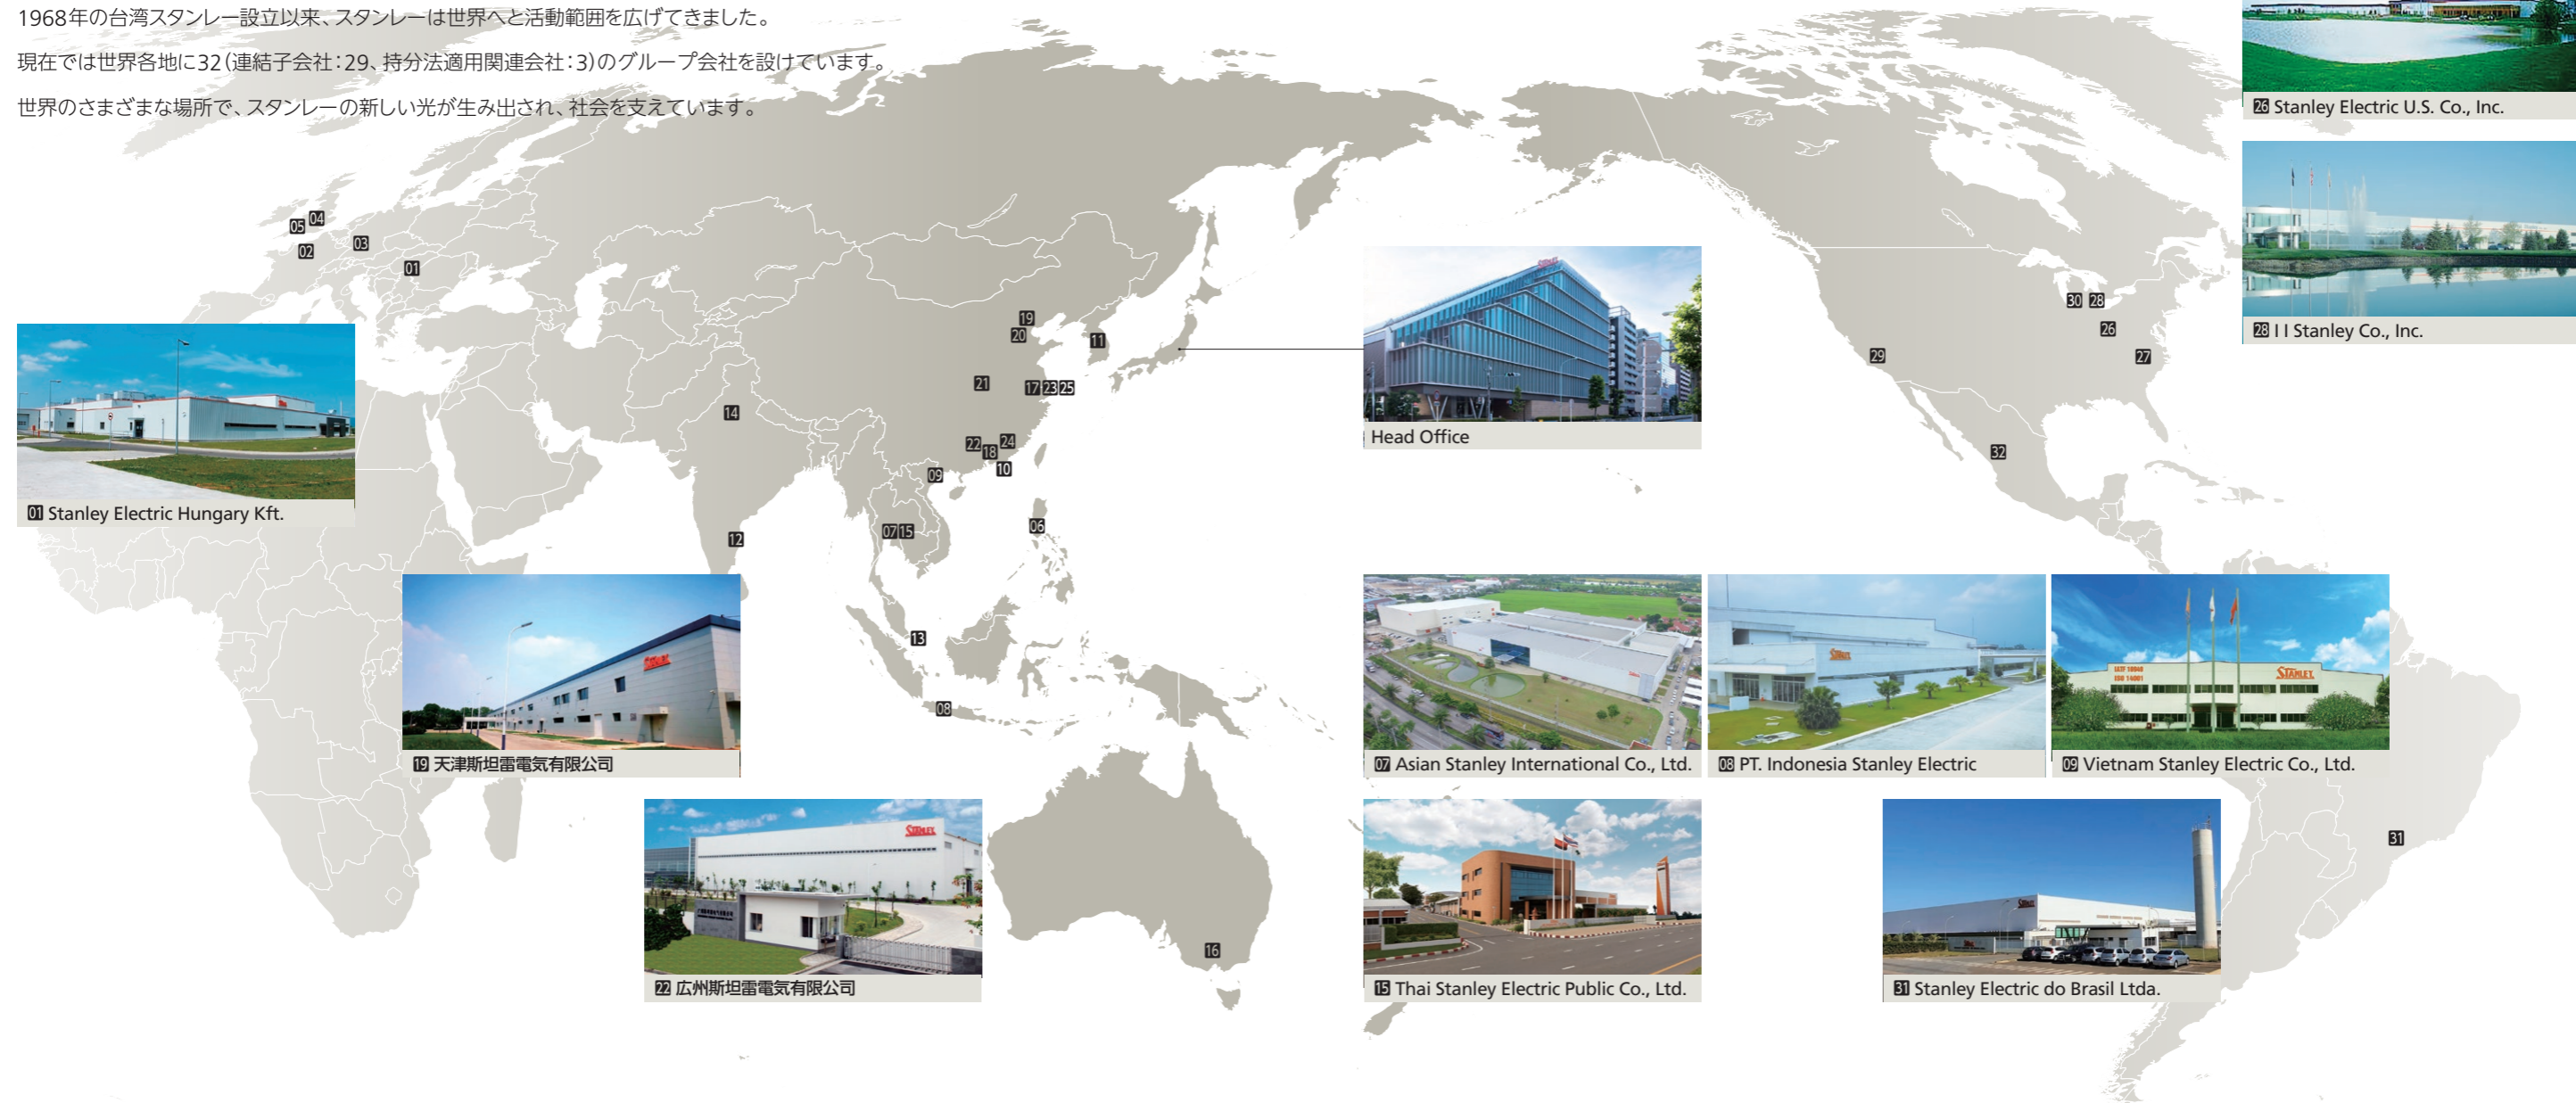 1968年の台湾スタンレー設立以来、スタンレーは世界へと活動範囲を広げてきました。
現在では世界各地に32（連結子会社：29、持分法適用関連会社：3）のグループ会社を設けています。
世界のさまざまな場所で、スタンレーの新しい光が生み出され、社会を支えています。
26 Stanley Electric U.S. Co., Inc.
28 I I Stanley Co., Inc.
05 04
02 03
01
19
20
11
21
17 23 25
14
22 18 24
10
09
12
07 15
06
13
08
16
30 28
26
29
27
32
31
Head Office
01 Stanley Electric Hungary Kft.
STANLEY
19 天津斯坦雷電気有限公司
STANLEY
22 広州斯坦雷電気有限公司
07 Asian Stanley International Co., Ltd.
STANLEY
08 PT. Indonesia Stanley Electric
IATF 16949
ISO 14001
STANLEY
09 Vietnam Stanley Electric Co., Ltd.
15 Thai Stanley Electric Public Co., Ltd.
STANLEY
31 Stanley Electric do Brasil Ltda.